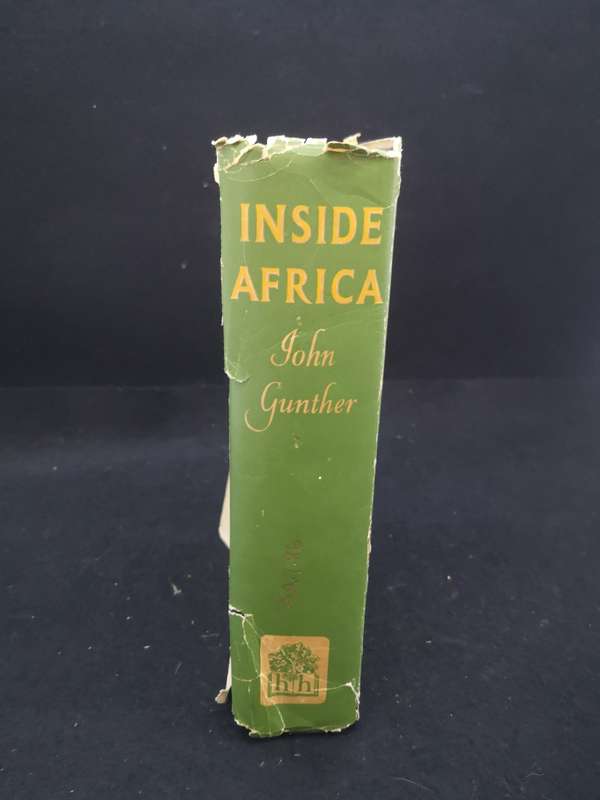 INSIDE
AFRICA
John
Gunther
h h